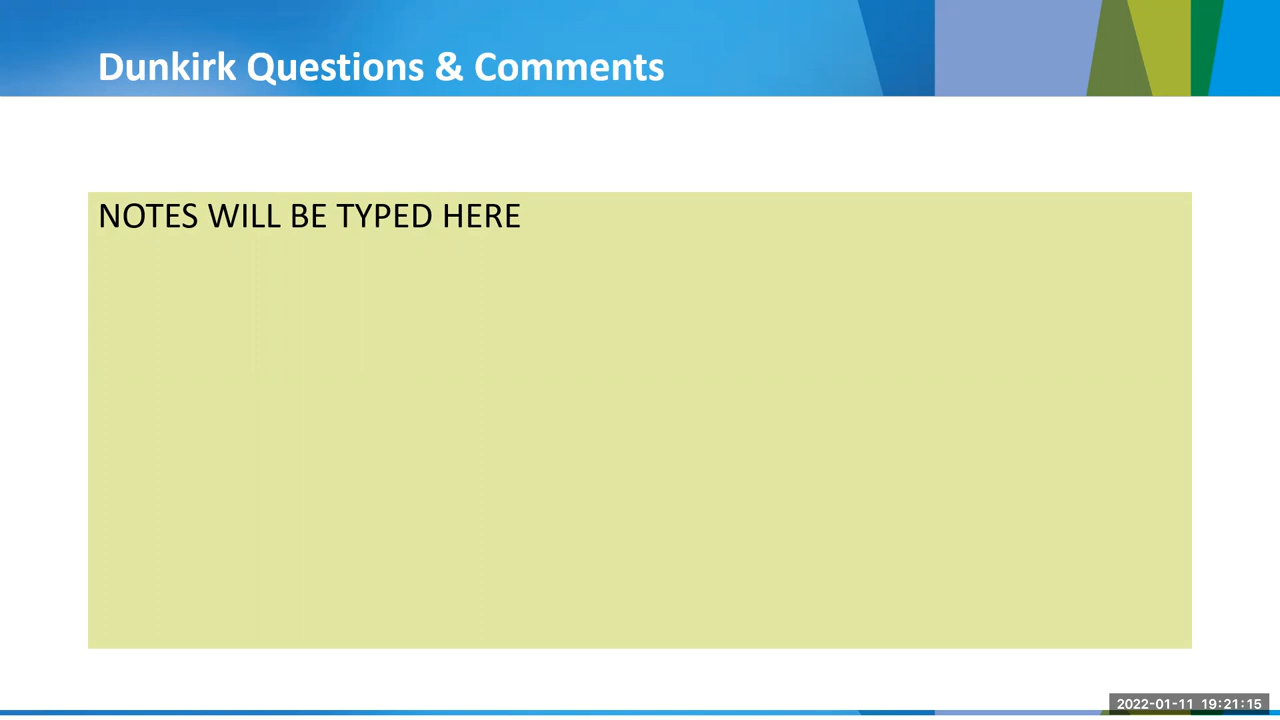 Dunkirk Questions & Comments
NOTES WILL BE TYPED HERE
2022-01-11 19:21:15